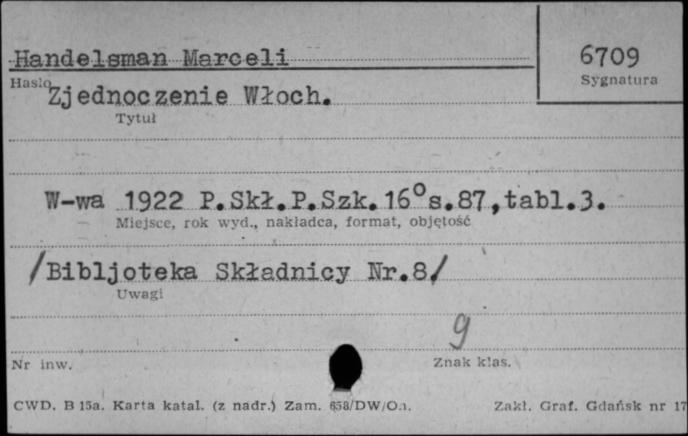 Handelsman Marceli
6709
Hasło
Sygnatura
Zjednoczenie Włoch.
Tytuł
W-wa 1922 P.Skł.P.Szk.16°s.87,tabl.3.
Miejsce, rok wyd., nakładca, format, objętość
/Bibljoteka Składnicy Nr.8/
Uwagi
9
Nr inw.
Znak klas.
CWD. B 15a. Karta katal. (z nadr.) Zam. 658/DW/
Zakł. Graf. Gdańsk nr 17